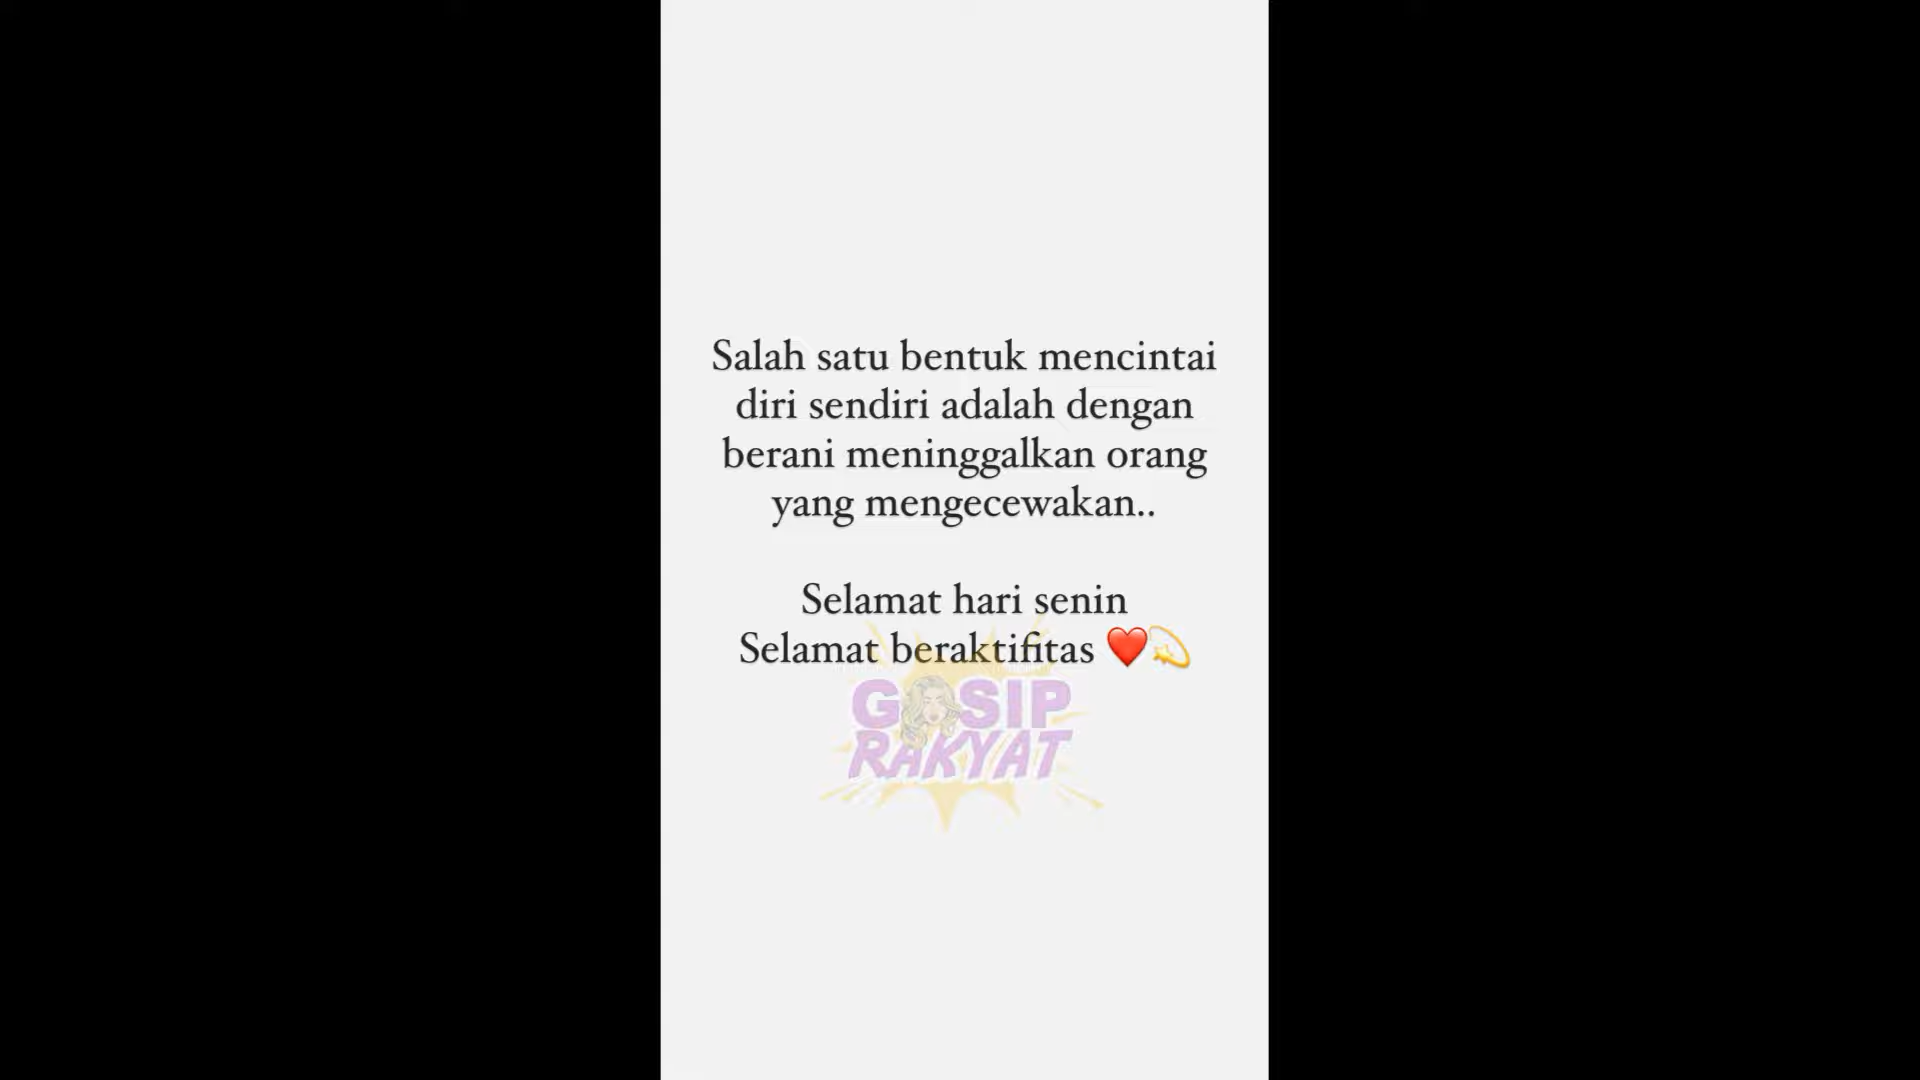 Salah satu bentuk mencintai
diri sendiri adalah dengan
berani meninggalkan orang
yang mengecewakan..
Selamat hari senin
Selamat beraktifitas ❤️💫
GOSIP
RAKYAT